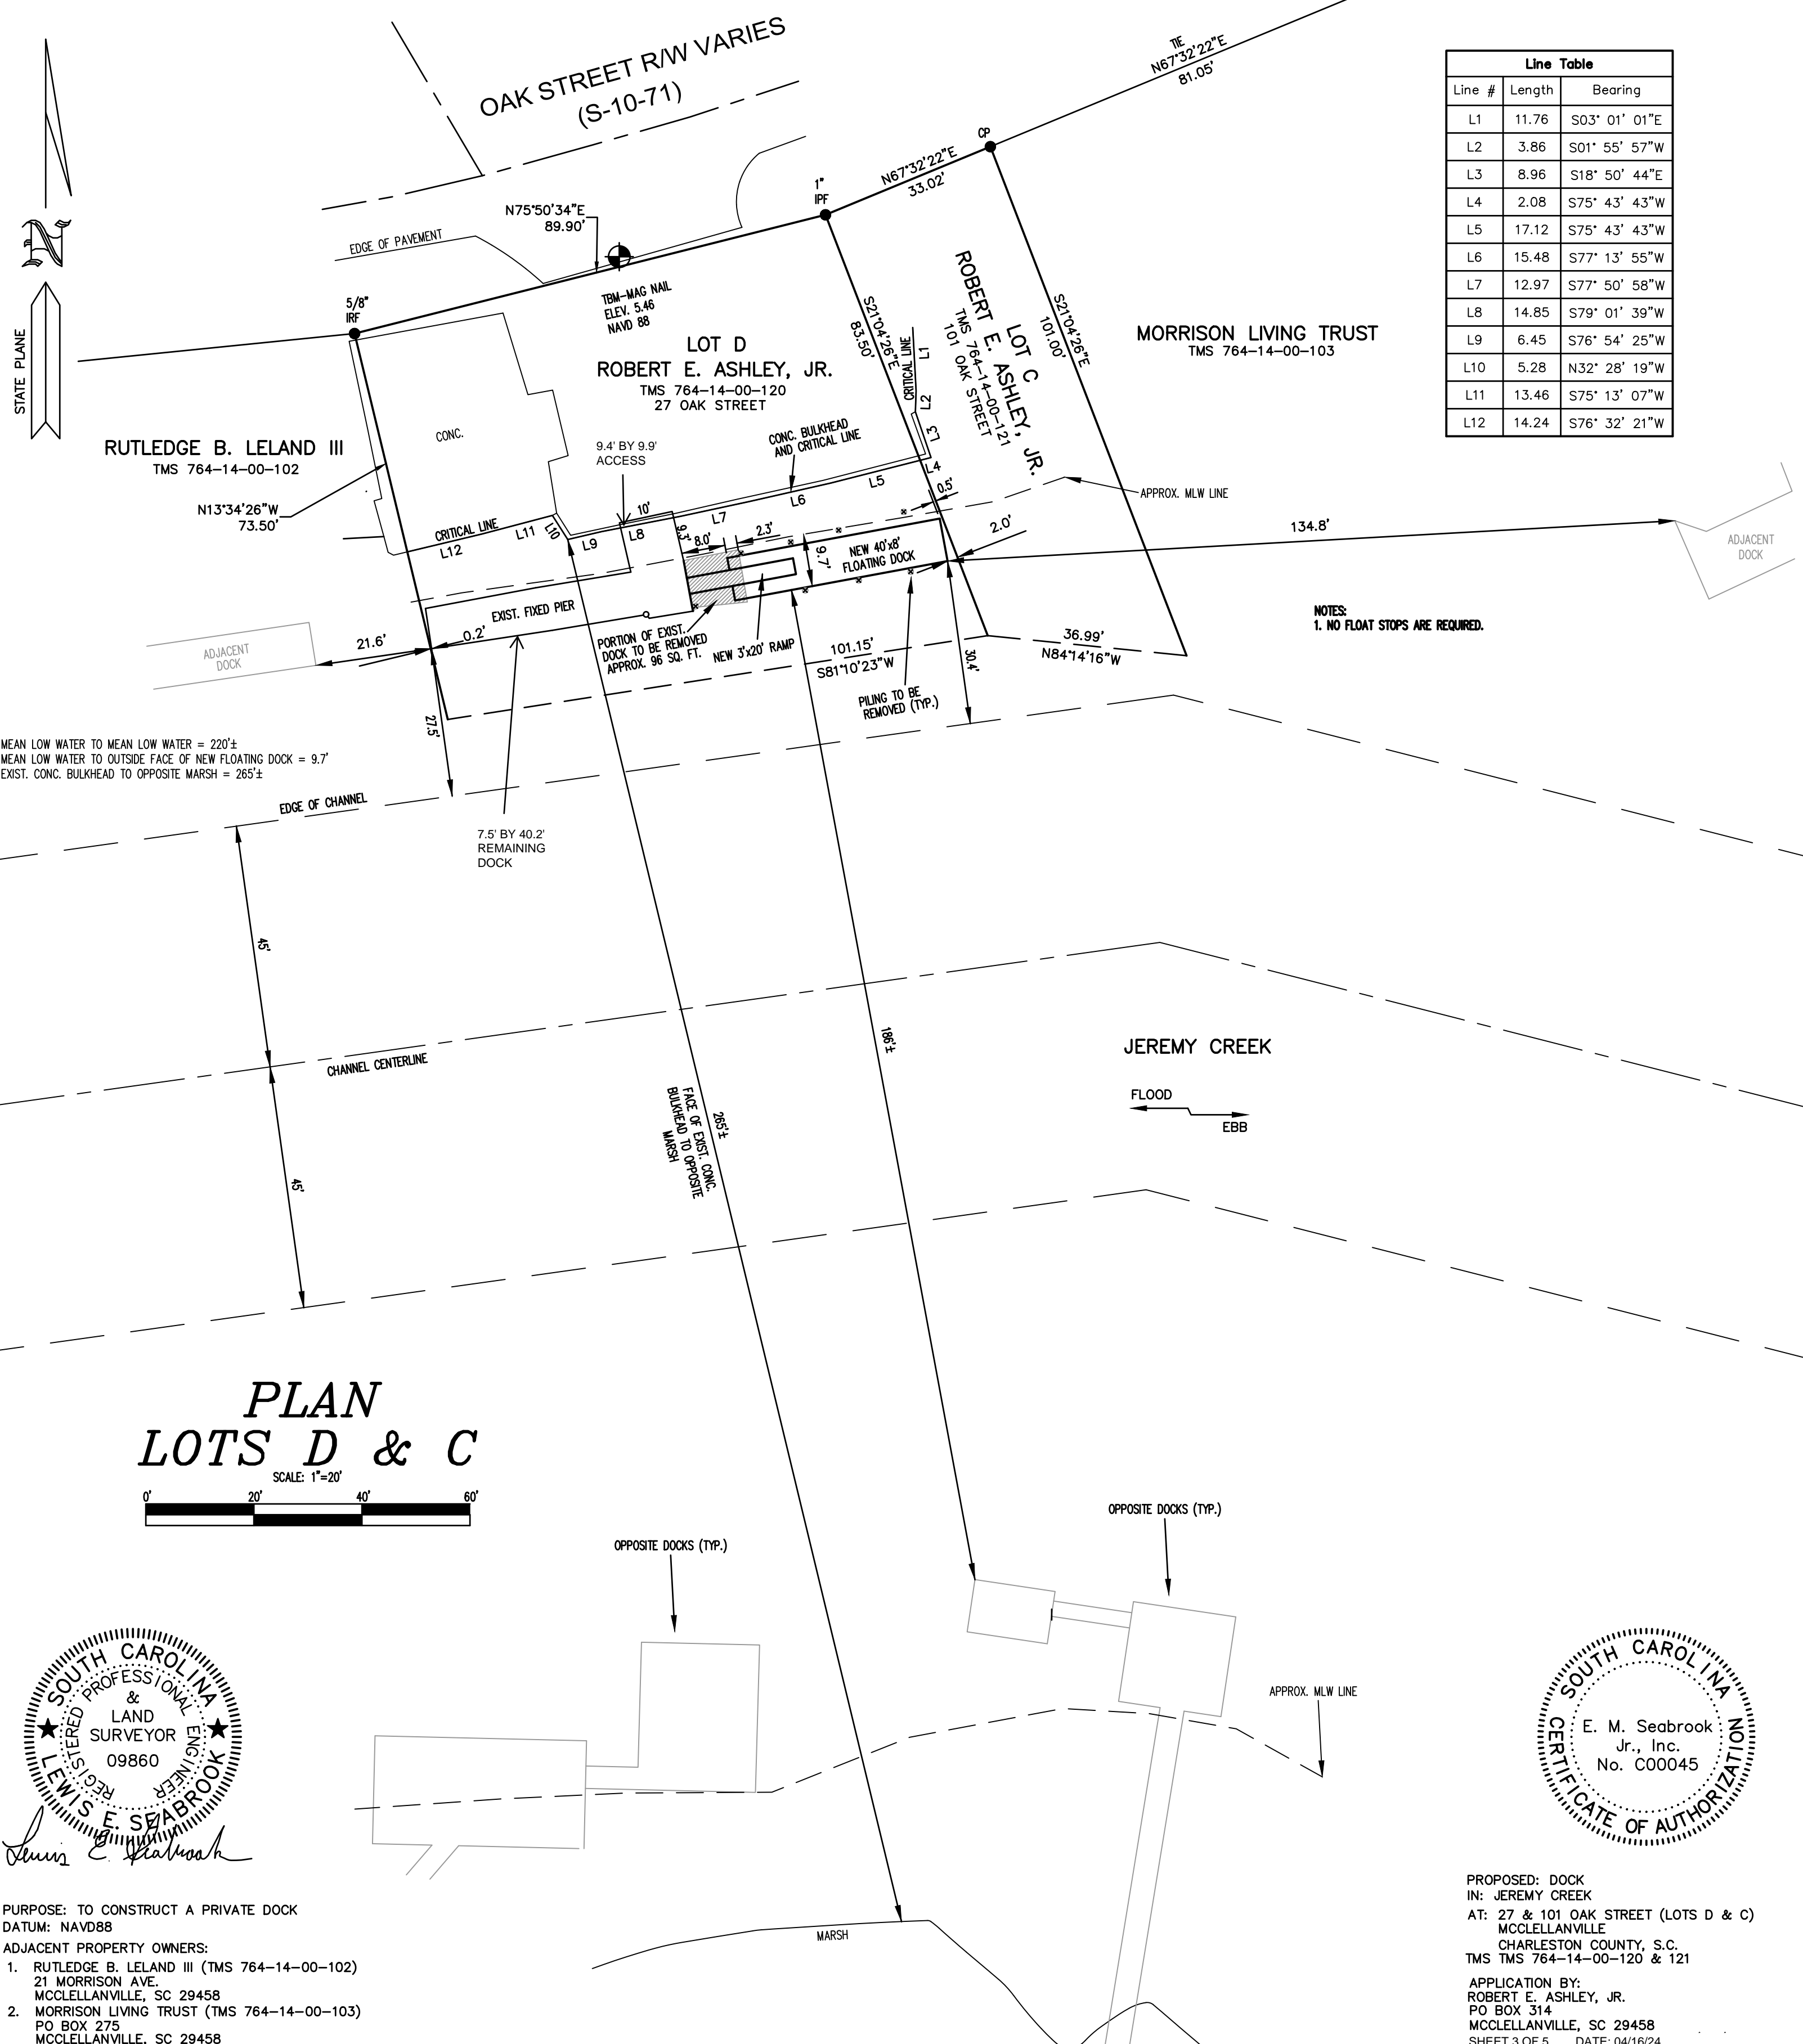 OAK STREET R/W VARIES
(S-10-71)
TIE
N67°32'22"E
81.05'
CP
N67°32'22"E
33.02'
1"
IPF
N75°50'34"E
89.90'
EDGE OF PAVEMENT
TBM-MAG NAIL
ELEV. 5.46
NAVD 88
5/8"
IRF
N
STATE PLANE
Line Table
Line # Length Bearing
L1 11.76 S03° 01' 01"E
L2 3.86 S01° 55' 57"W
L3 8.96 S18° 50' 44"E
L4 2.08 S75° 43' 43"W
L5 17.12 S75° 43' 43"W
L6 15.48 S77° 13' 55"W
L7 12.97 S77° 50' 58"W
L8 14.85 S79° 01' 39"W
L9 6.45 S76° 54' 25"W
L10 5.28 N32° 28' 19"W
L11 13.46 S75° 13' 07"W
L12 14.24 S76° 32' 21"W
LOT D
ROBERT E. ASHLEY, JR.
TMS 764-14-00-120
27 OAK STREET
S21°04'26"E
83.50'
CRITICAL LINE
L1
L2
L3
L4
LOT C
ROBERT E. ASHLEY, JR.
TMS 764-14-00-121
101 OAK STREET
S21°04'26"E
101.00'
MORRISON LIVING TRUST
TMS 764-14-00-103
RUTLEDGE B. LELAND III
TMS 764-14-00-102
CONC.
N13°34'26"W
73.50'
9.4' BY 9.9'
ACCESS
CONC. BULKHEAD
AND CRITICAL LINE
CRITICAL LINE
L12
L11
L10
L9
L8
L7
L6
L5
10'
9.3'
8.0'
2.3'
9.7'
0.5'
2.0'
APPROX. MLW LINE
134.8'
ADJACENT
DOCK
NEW 40'x8'
FLOATING DOCK
EXIST. FIXED PIER
0.2'
21.6'
ADJACENT
DOCK
PORTION OF EXIST.
DOCK TO BE REMOVED
APPROX. 96 SQ. FT.
NEW 3'x20' RAMP
101.15'
S81°10'23"W
36.99'
N84°14'16"W
30.4'
27.5'
PILING TO BE
REMOVED (TYP.)
NOTES:
1. NO FLOAT STOPS ARE REQUIRED.
MEAN LOW WATER TO MEAN LOW WATER = 220'±
MEAN LOW WATER TO OUTSIDE FACE OF NEW FLOATING DOCK = 9.7'
EXIST. CONC. BULKHEAD TO OPPOSITE MARSH = 265'±
EDGE OF CHANNEL
7.5' BY 40.2'
REMAINING
DOCK
45'
CHANNEL CENTERLINE
45'
265'±
FACE OF EXIST. CONC.
BULKHEAD TO OPPOSITE
MARSH
186'±
JEREMY CREEK
FLOOD
EBB
PLAN
LOTS D & C
SCALE: 1"=20'
0' 20' 40' 60'
OPPOSITE DOCKS (TYP.)
OPPOSITE DOCKS (TYP.)
APPROX. MLW LINE
MARSH
SOUTH CAROLINA
REGISTERED PROFESSIONAL ENGINEER
&
LAND
SURVEYOR
09860
LEWIS E. SEABROOK
Lewis E. Seabrook
SOUTH CAROLINA
E. M. Seabrook
Jr., Inc.
No. C00045
CERTIFICATE OF AUTHORIZATION
PURPOSE: TO CONSTRUCT A PRIVATE DOCK
DATUM: NAVD88
ADJACENT PROPERTY OWNERS:
1. RUTLEDGE B. LELAND III (TMS 764-14-00-102)
21 MORRISON AVE.
MCCLELLANVILLE, SC 29458
2. MORRISON LIVING TRUST (TMS 764-14-00-103)
PO BOX 275
MCCLELLANVILLE, SC 29458
PROPOSED: DOCK
IN: JEREMY CREEK
AT: 27 & 101 OAK STREET (LOTS D & C)
MCCLELLANVILLE
CHARLESTON COUNTY, S.C.
TMS TMS 764-14-00-120 & 121
APPLICATION BY:
ROBERT E. ASHLEY, JR.
PO BOX 314
MCCLELLANVILLE, SC 29458
SHEET 3 OF 5 DATE: 04/16/24